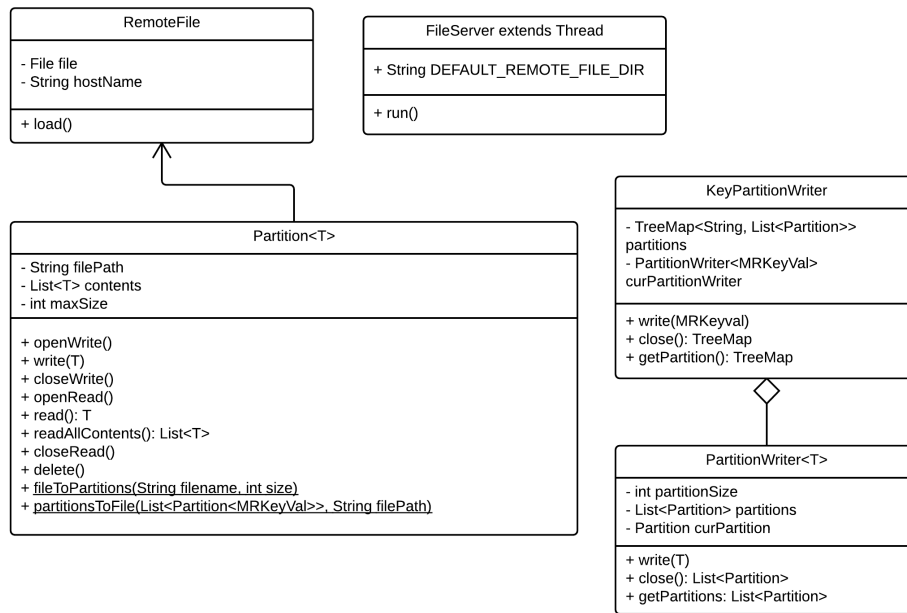 RemoteFile
- File file
- String hostName
+ load()
FileServer extends Thread
+ String DEFAULT_REMOTE_FILE_DIR
+ run()
Partition<T>
- String filePath
- List<T> contents
- int maxSize
+ openWrite()
+ write(T)
+ closeWrite()
+ openRead()
+ read(): T
+ readAllContents(): List<T>
+ closeRead()
+ delete()
+ fileToPartitions(String filename, int size)
+ partitionsToFile(List<Partition<MRKeyVal>>, String filePath)
KeyPartitionWriter
- TreeMap<String, List<Partition>>
partitions
- PartitionWriter<MRKeyVal>
curPartitionWriter
+ write(MRKeyval)
+ close(): TreeMap
+ getPartition(): TreeMap
PartitionWriter<T>
- int partitionSize
- List<Partition> partitions
- Partition curPartition
+ write(T)
+ close(): List<Partition>
+ getPartitions: List<Partition>